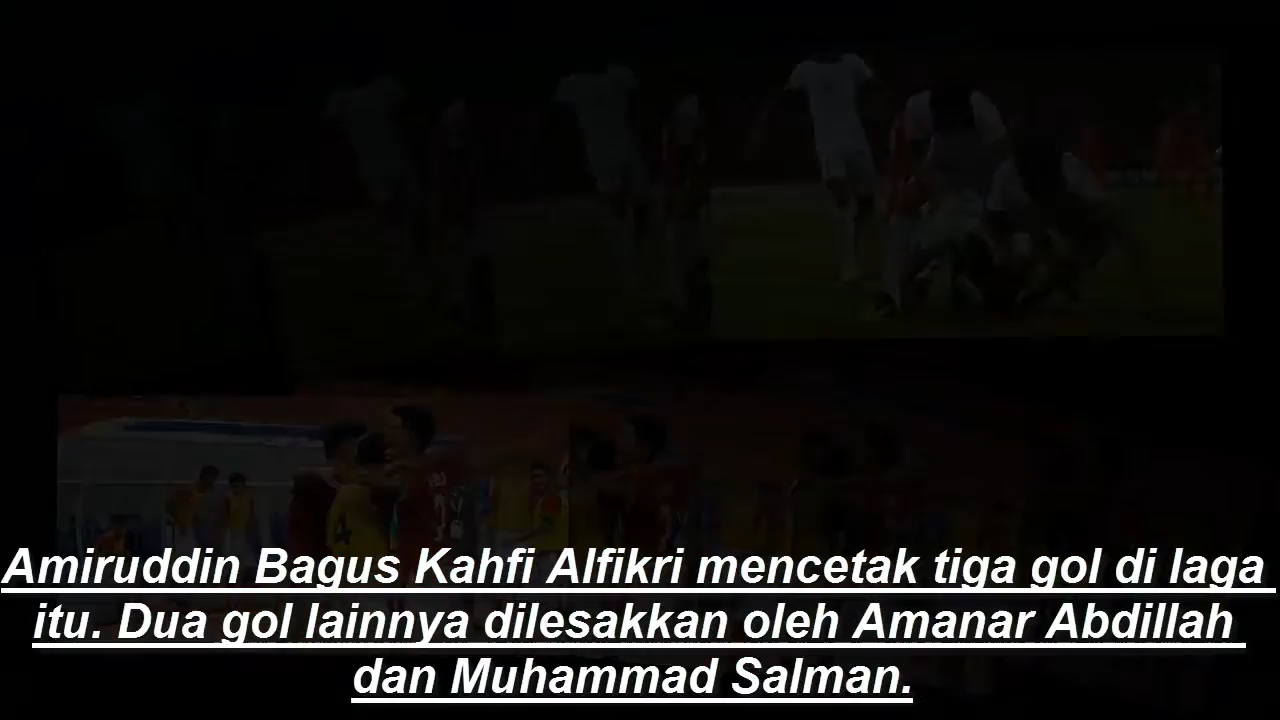 Amiruddin Bagus Kahfi Alfikri mencetak tiga gol di laga
itu. Dua gol lainnya dilesakkan oleh Amanar Abdillah
dan Muhammad Salman.